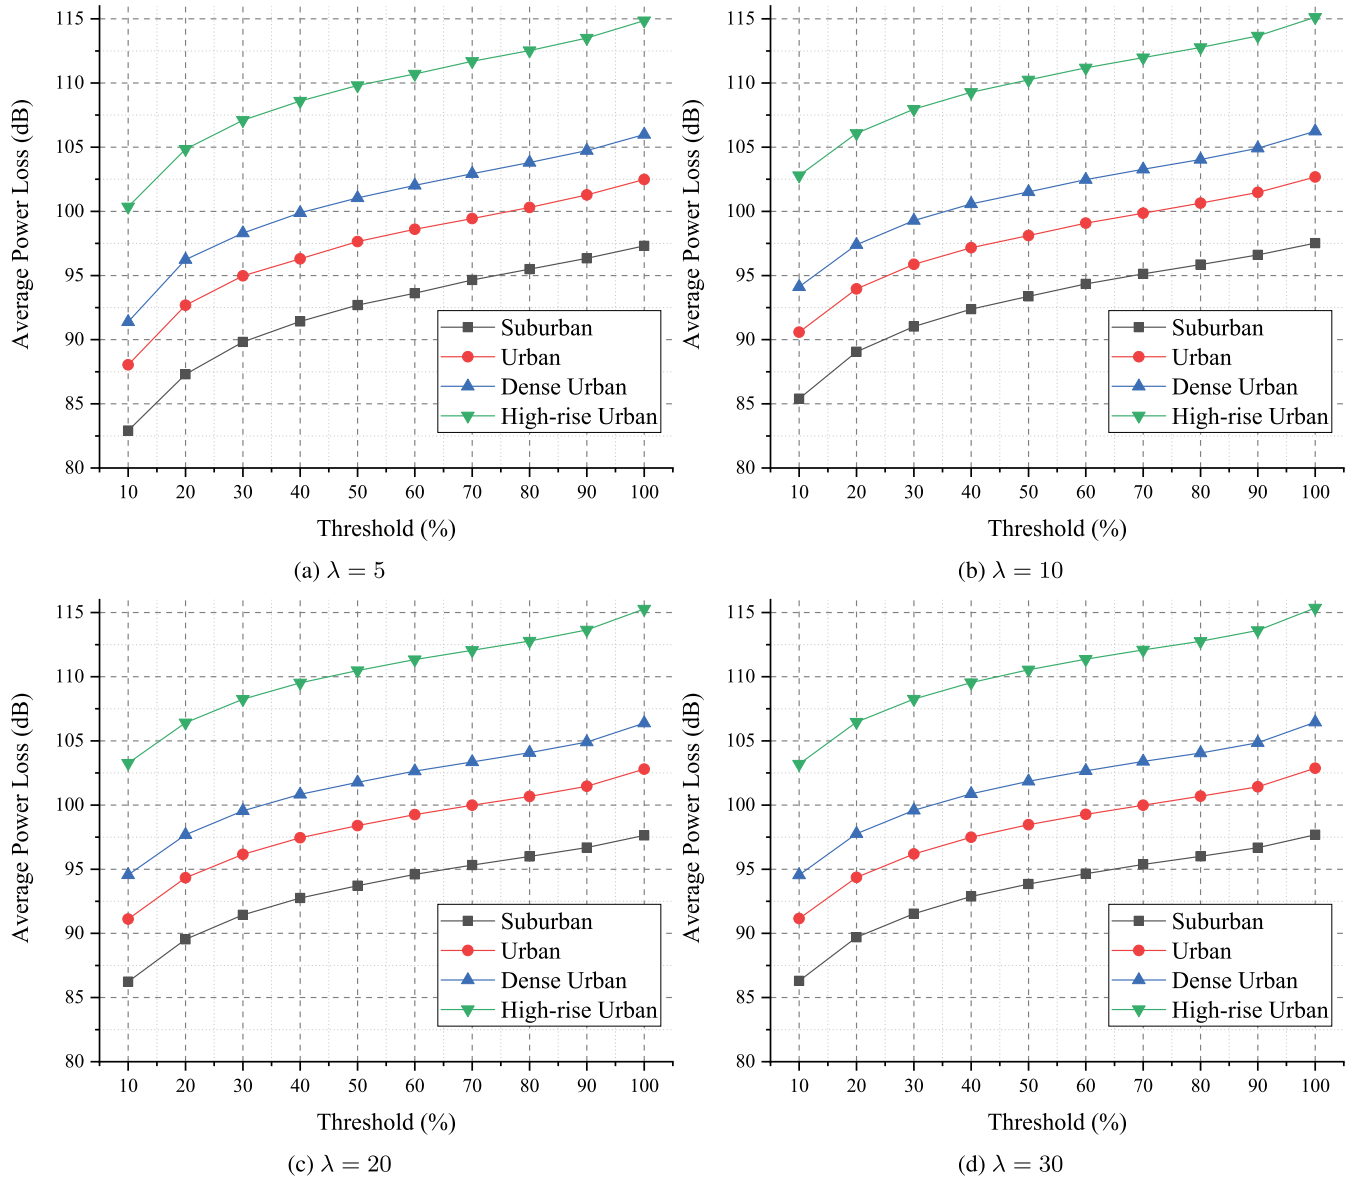 115
110
105
100
95
90
85
80
Average Power Loss (dB)
Suburban
Urban
Dense Urban
High-rise Urban
10 20 30 40 50 60 70 80 90 100
Threshold (%)
(a) λ = 5
115
110
105
100
95
90
85
80
Average Power Loss (dB)
Suburban
Urban
Dense Urban
High-rise Urban
10 20 30 40 50 60 70 80 90 100
Threshold (%)
(b) λ = 10
115
110
105
100
95
90
85
80
Average Power Loss (dB)
Suburban
Urban
Dense Urban
High-rise Urban
10 20 30 40 50 60 70 80 90 100
Threshold (%)
(c) λ = 20
115
110
105
100
95
90
85
80
Average Power Loss (dB)
Suburban
Urban
Dense Urban
High-rise Urban
10 20 30 40 50 60 70 80 90 100
Threshold (%)
(d) λ = 30